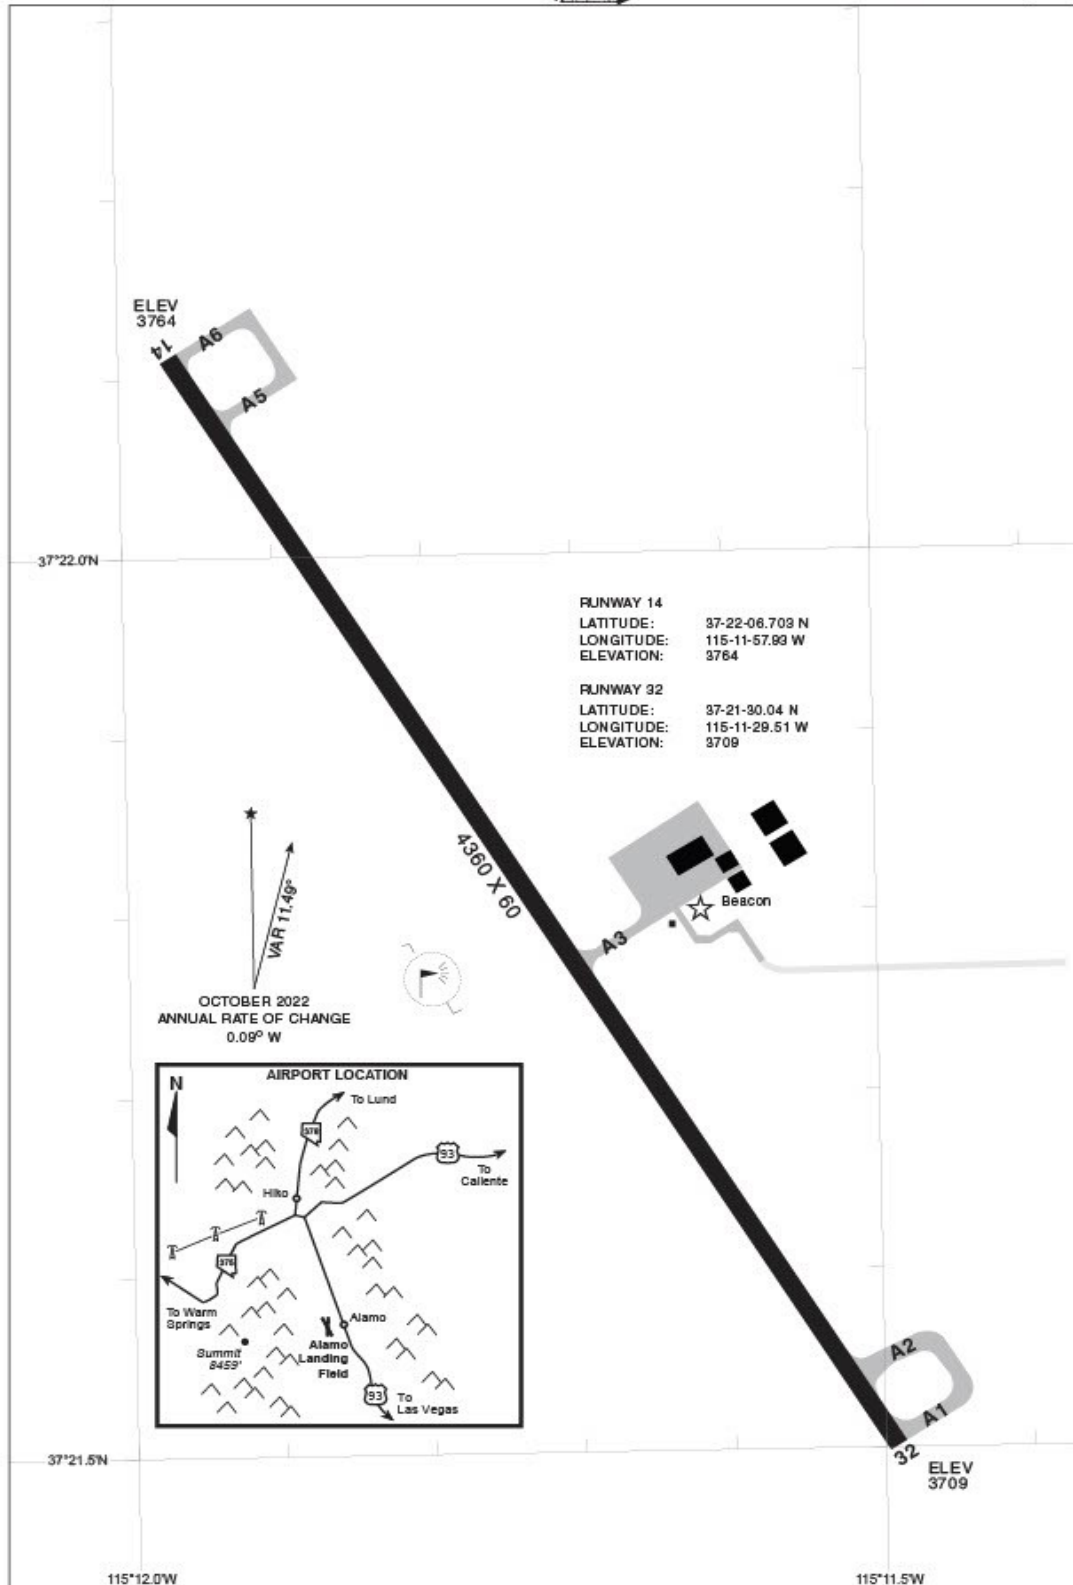 ELEV
3764
14
A6
A5
37°22.0'N
RUNWAY 14
LATITUDE: 37-22-06.703 N
LONGITUDE: 115-11-57.93 W
ELEVATION: 3764
RUNWAY 32
LATITUDE: 37-21-30.04 N
LONGITUDE: 115-11-29.51 W
ELEVATION: 3709
4360 X 60
Beacon
A3
VAR 11.49°
OCTOBER 2022
ANNUAL RATE OF CHANGE
0.09° W
AIRPORT LOCATION
N
To Lund
93
To
Caliente
Hiko
375
To Warm
Springs
Summit
8459'
Alamo
Alamo
Landing
Field
93
To
Las Vegas
A2
A1
32
ELEV
3709
37°21.5'N
115°12.0'W
115°11.5'W